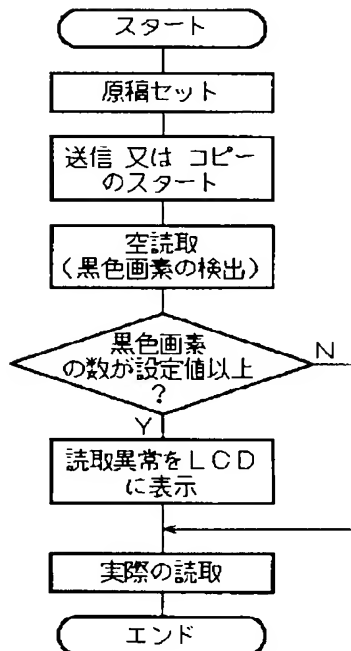 スタート
原稿セット
送信 又は コピー
のスタート
空読取
(黒色画素の検出)
黒色画素
の数が設定値以上
?
N
Y
読取異常をLCD
に表示
実際の読取
エンド